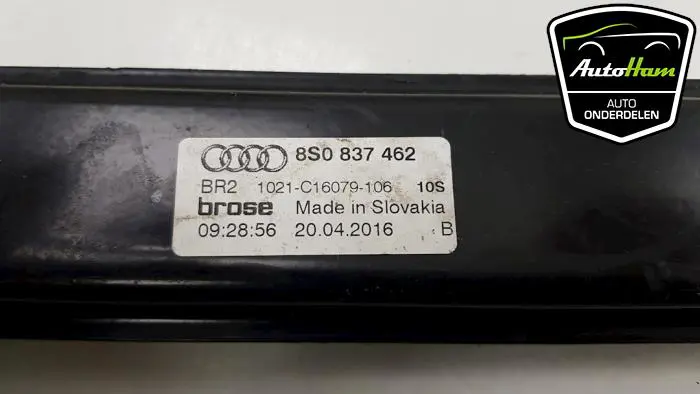 AutoHam
AUTO
ONDERDELEN
8S0 837 462
BR2 1021-C16079-106 10S
brose Made in Slovakia
09:28:56 20.04.2016 B